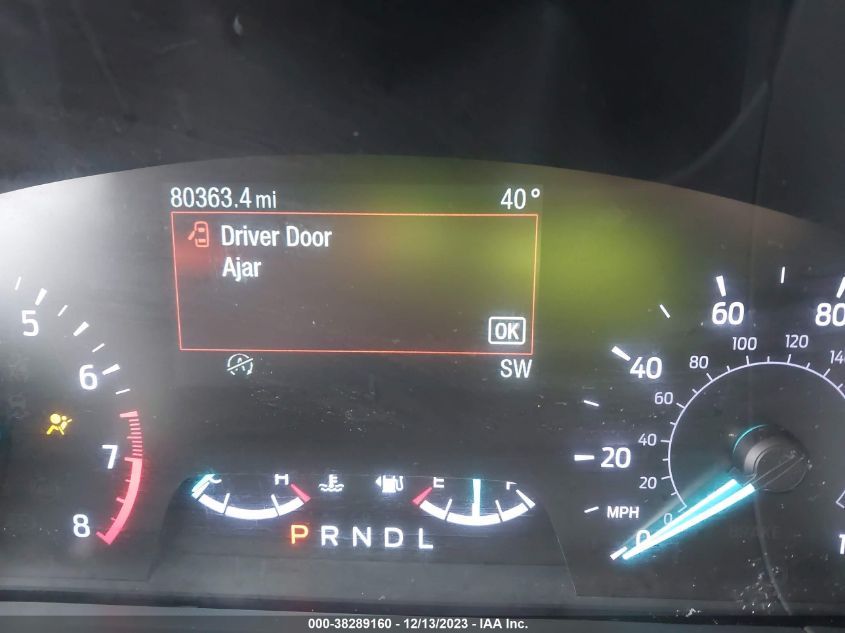 80363.4 mi 40°
Driver Door
Ajar
OK
SW
5
6
7
8
C H E F
P R N D L
0 20 40 60 80
MPH
0 20 40 60 80 100 120
000-38289160 - 12/13/2023 - IAA Inc.